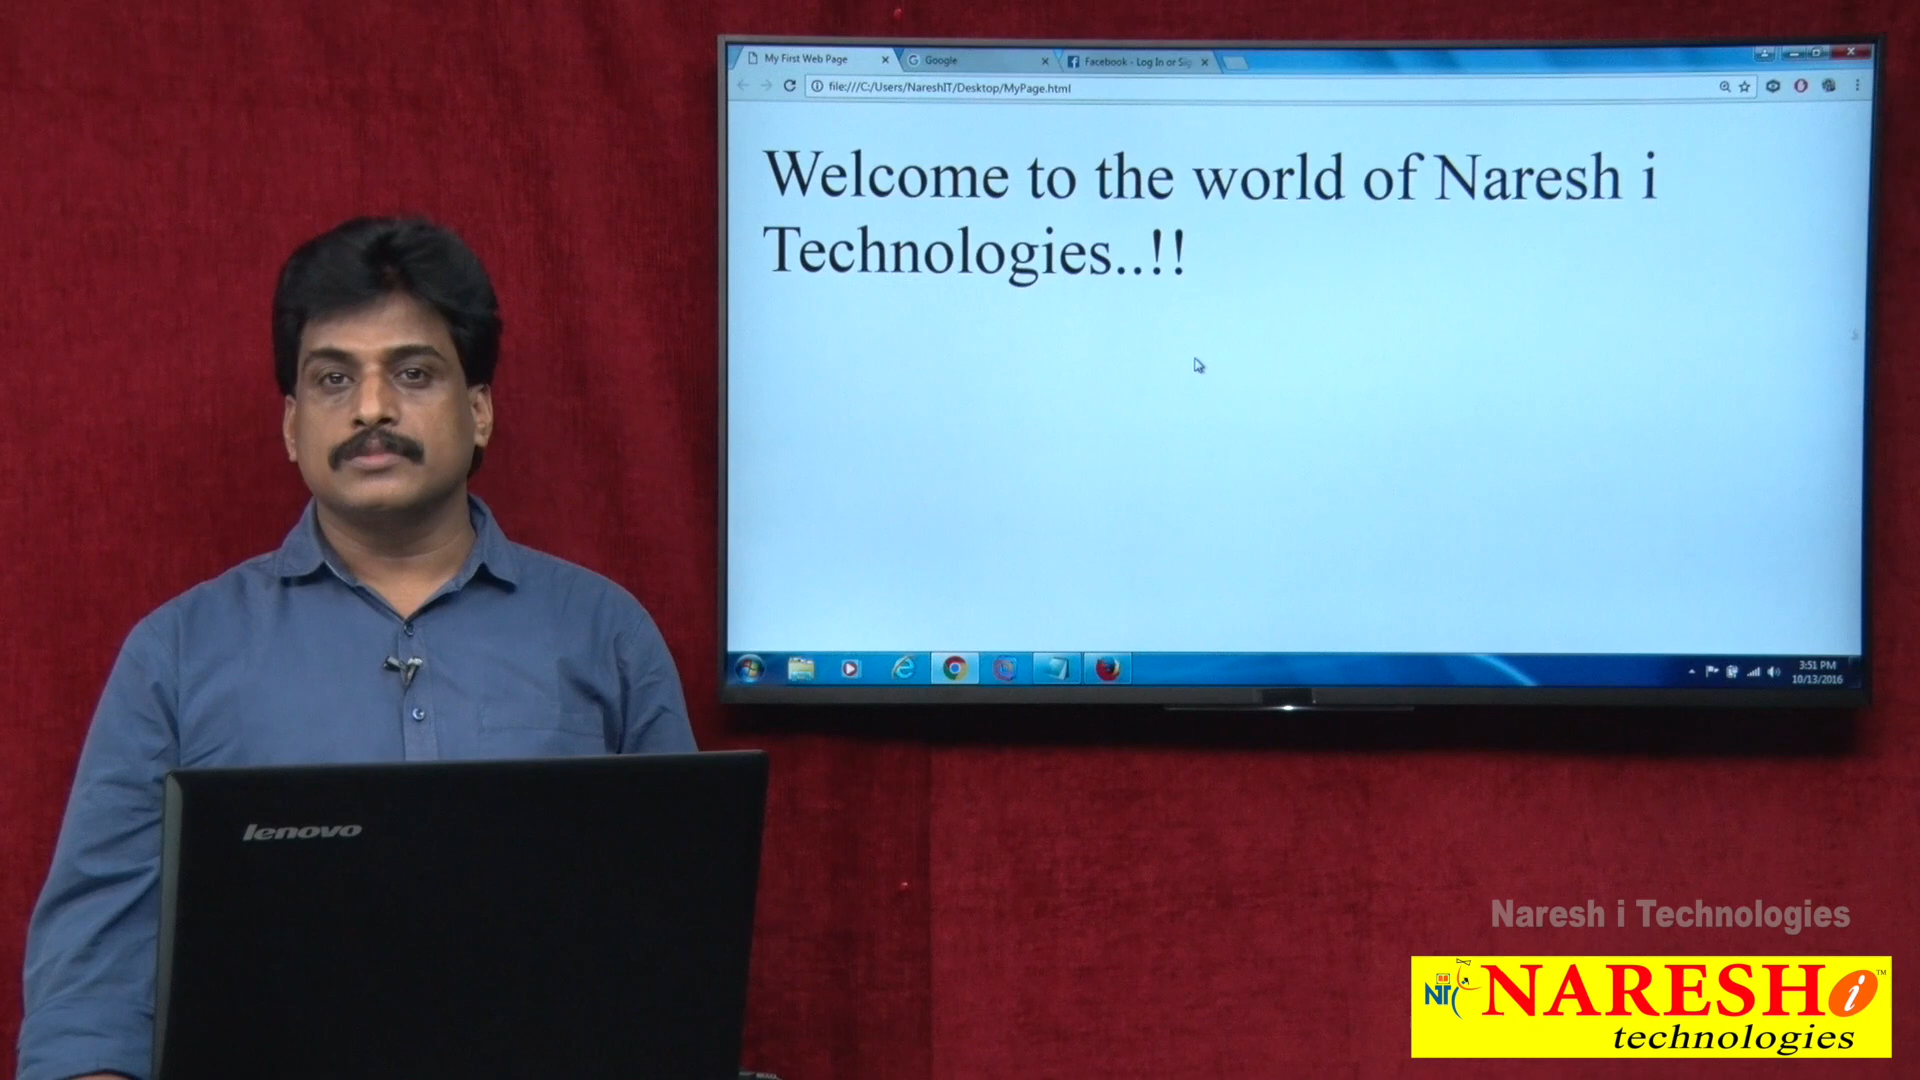 My First Web Page
Google
Facebook - Log In or Sig
file:///C:/Users/NareshIT/Desktop/MyPage.html
Welcome to the world of Naresh i
Technologies..!!
3:51 PM
10/13/2016
lenovo
Naresh i Technologies
NARESH i ™
technologies